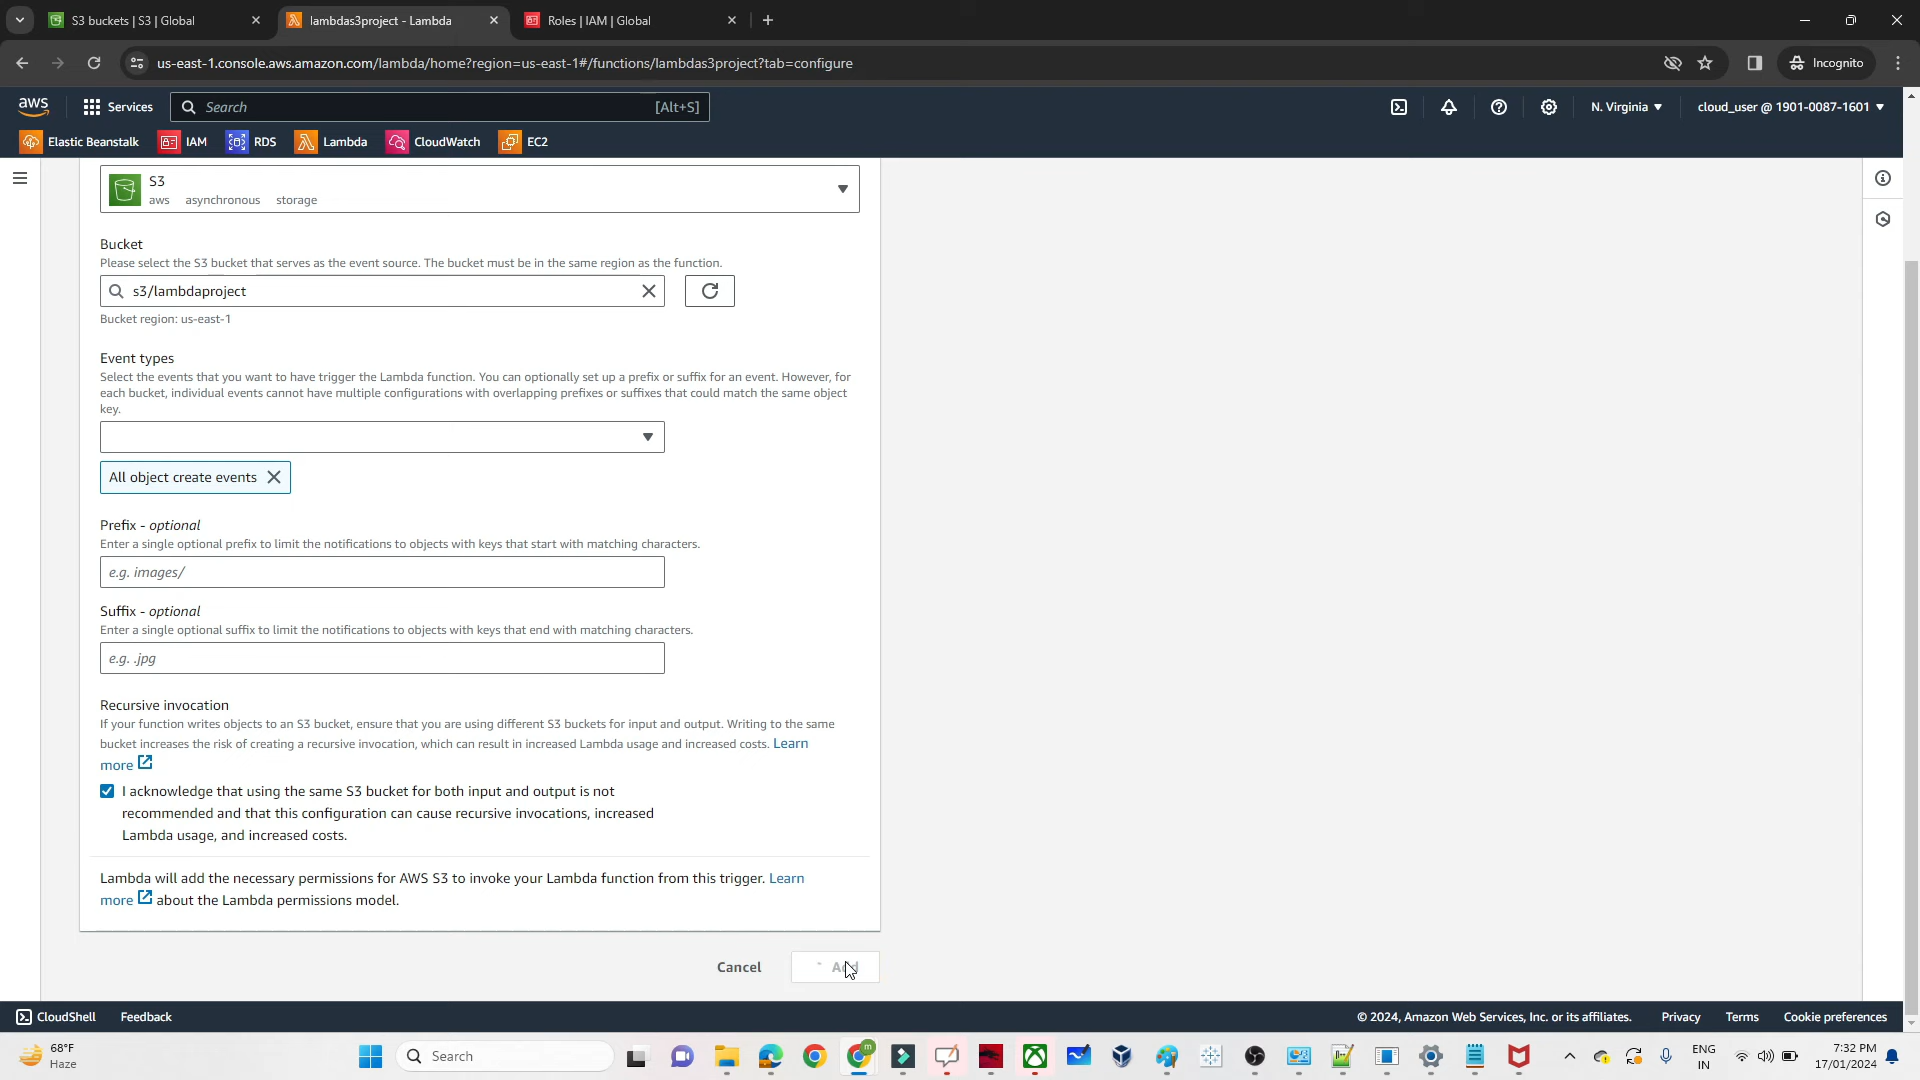 S3 buckets | S3 | Global
lambdas3project - Lambda
Roles | IAM | Global
us-east-1.console.aws.amazon.com/lambda/home?region=us-east-1#/functions/lambdas3project?tab=configure
Incognito
aws
Services
Search
[Alt+S]
N. Virginia
cloud_user @ 1901-0087-1601
Elastic Beanstalk
IAM
RDS
Lambda
CloudWatch
EC2
S3
aws asynchronous storage
Bucket
Please select the S3 bucket that serves as the event source. The bucket must be in the same region as the function.
s3/lambdaproject
Bucket region: us-east-1
Event types
Select the events that you want to have trigger the Lambda function. You can optionally set up a prefix or suffix for an event. However, for
each bucket, individual events cannot have multiple configurations with overlapping prefixes or suffixes that could match the same object
key.
All object create events
Prefix - optional
Enter a single optional prefix to limit the notifications to objects with keys that start with matching characters.
e.g. images/
Suffix - optional
Enter a single optional suffix to limit the notifications to objects with keys that end with matching characters.
e.g. .jpg
Recursive invocation
If your function writes objects to an S3 bucket, ensure that you are using different S3 buckets for input and output. Writing to the same
bucket increases the risk of creating a recursive invocation, which can result in increased Lambda usage and increased costs. Learn
more
I acknowledge that using the same S3 bucket for both input and output is not
recommended and that this configuration can cause recursive invocations, increased
Lambda usage, and increased costs.
Lambda will add the necessary permissions for AWS S3 to invoke your Lambda function from this trigger. Learn
more about the Lambda permissions model.
Cancel
Add
CloudShell
Feedback
© 2024, Amazon Web Services, Inc. or its affiliates.
Privacy
Terms
Cookie preferences
68°F
Haze
Search
ENG
IN
7:32 PM
17/01/2024